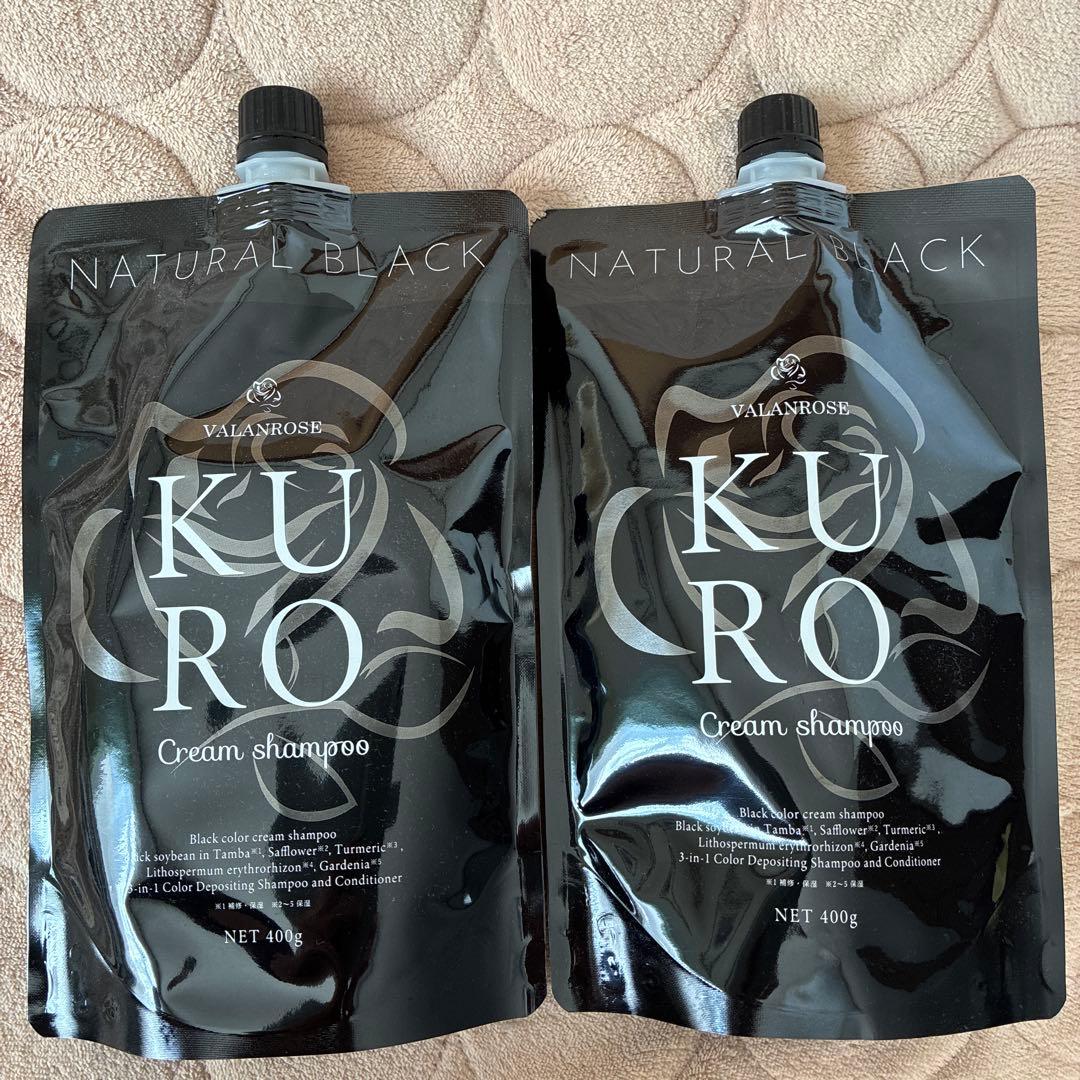 NATURAL BLACK
VALANROSE
KU
RO
Cream shampoo
Black color cream shampoo
soybean in Tamba※1, Safflower※2, Turmeric※3,
Lithospermum erythrorhizon※4, Gardenia※5
3-in-1 Color Depositing Shampoo and Conditioner
※1 補修・保湿 ※2～5 保湿
NET 400g
NATURAL BLACK
VALANROSE
KU
RO
Cream shampoo
Black color cream shampoo
Black soybean in Tamba※1, Safflower※2, Turmeric※3,
Lithospermum erythrorhizon※4, Gardenia※5
3-in-1 Color Depositing Shampoo and Conditioner
※1 補修・保湿 ※2～5 保湿
NET 400g